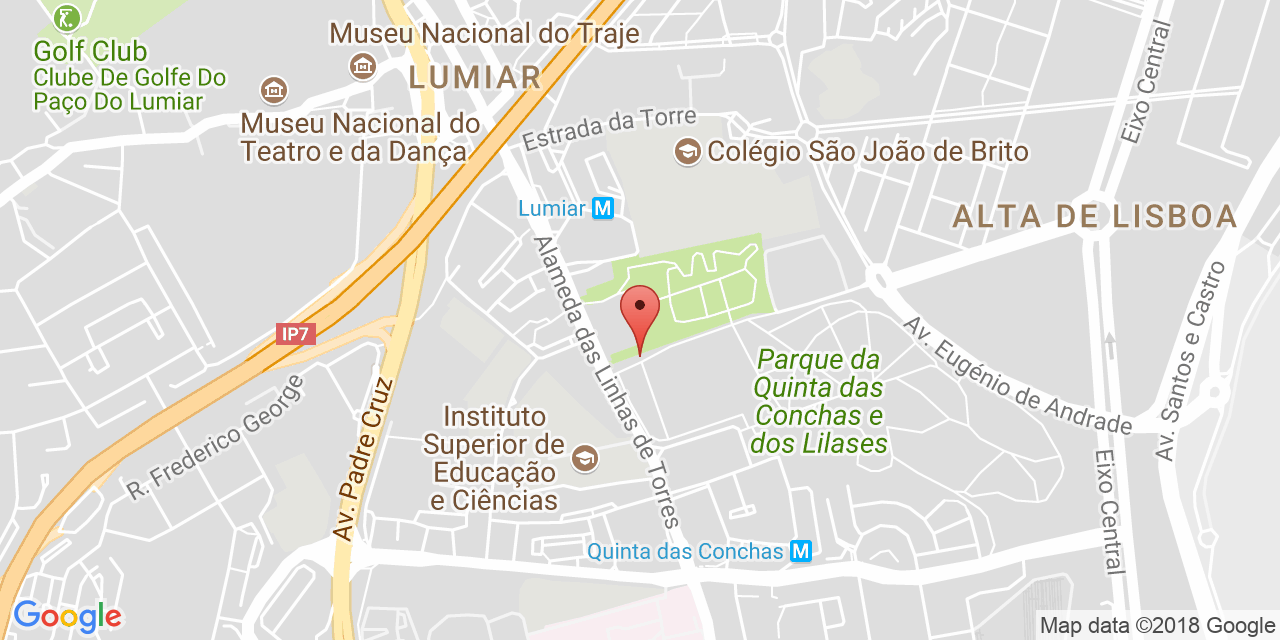 Museu Nacional do Traje
Golf Club
Clube De Golfe Do
Paço Do Lumiar
LUMIAR
Eixo Central
Museu Nacional do
Teatro e da Dança
Estrada da Torre
Colégio São João de Brito
Lumiar M
ALTA DE LISBOA
Alameda das Linhas de Torres
IP7
Av. Eugénio de Andrade
Av. Santos e Castro
Parque da
Quinta das
Conchas e
dos Lilases
R. Frederico George
Av. Padre Cruz
Instituto
Superior de
Educação
e Ciências
Eixo Central
Quinta das Conchas M
Google
Map data ©2018 Google